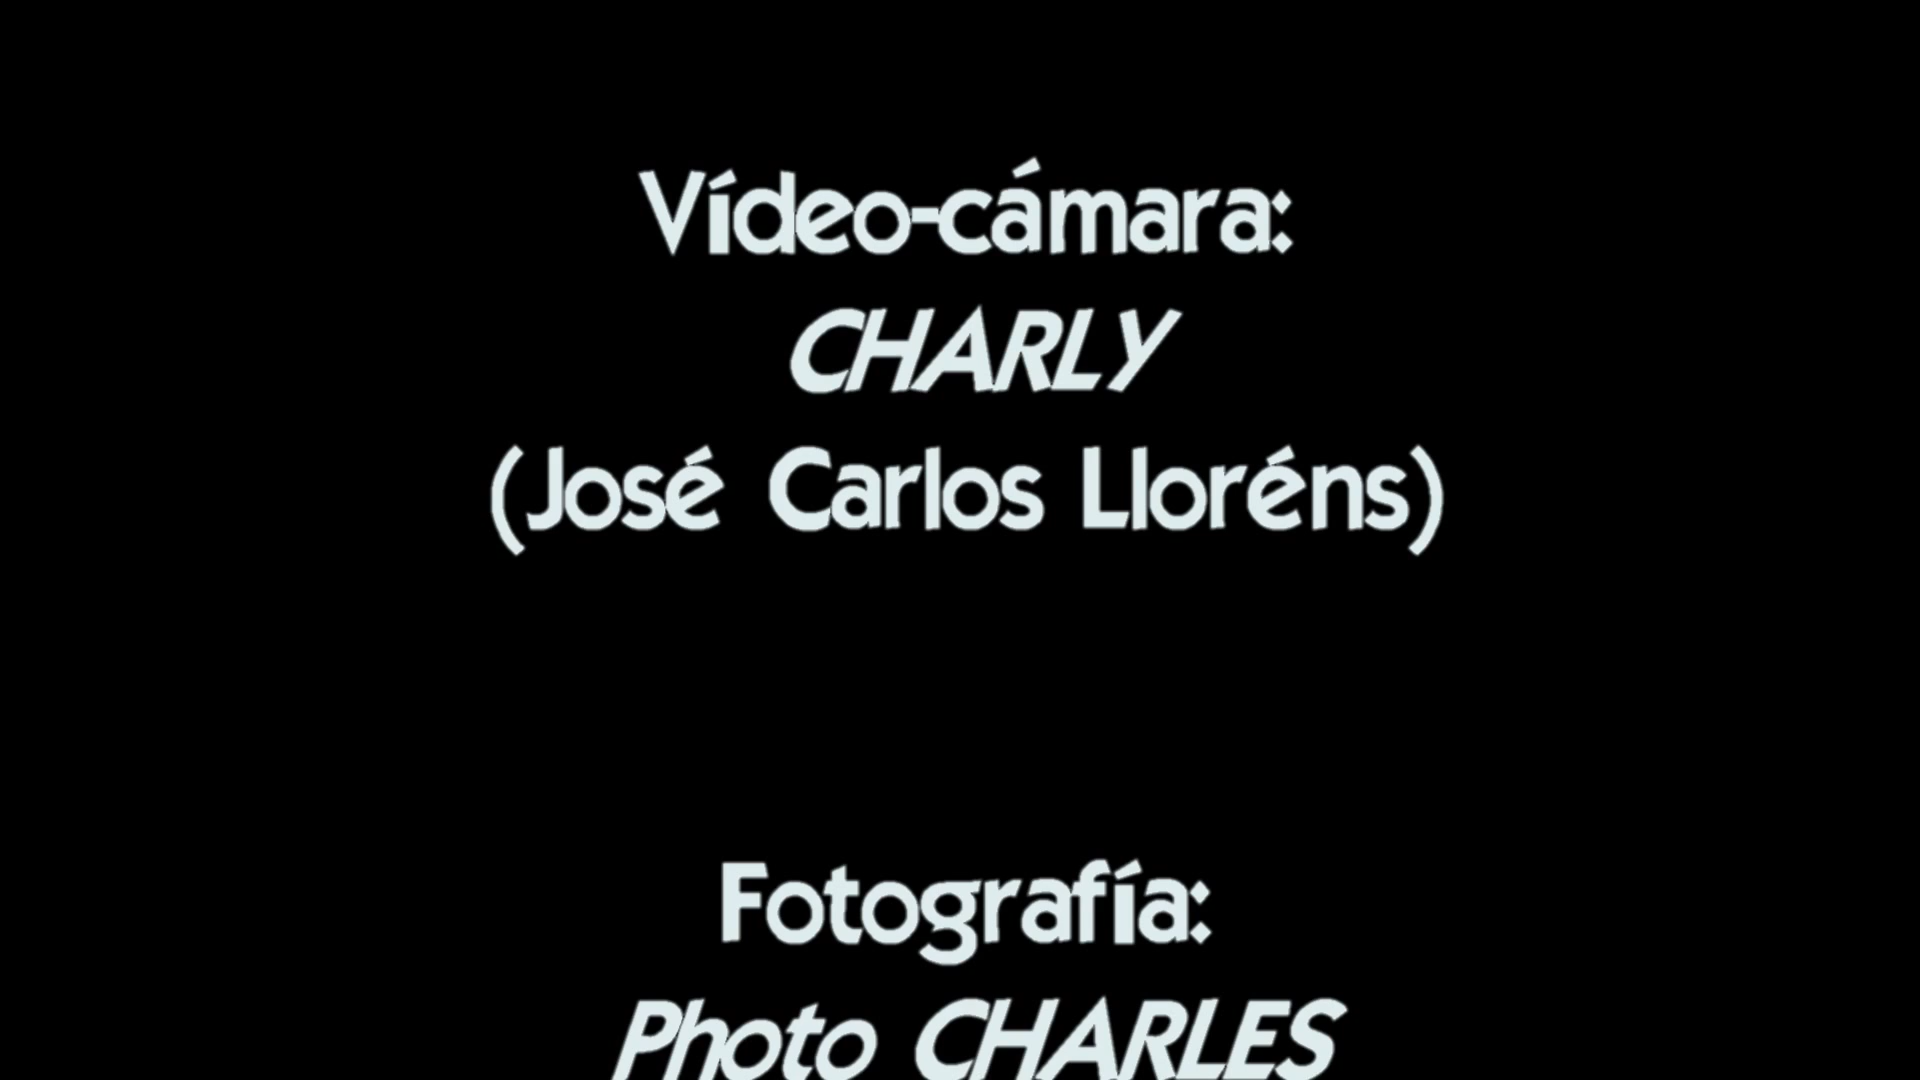 Vídeo-cámara:
CHARLY
(José Carlos Lloréns)
Fotografía:
Photo CHARLES